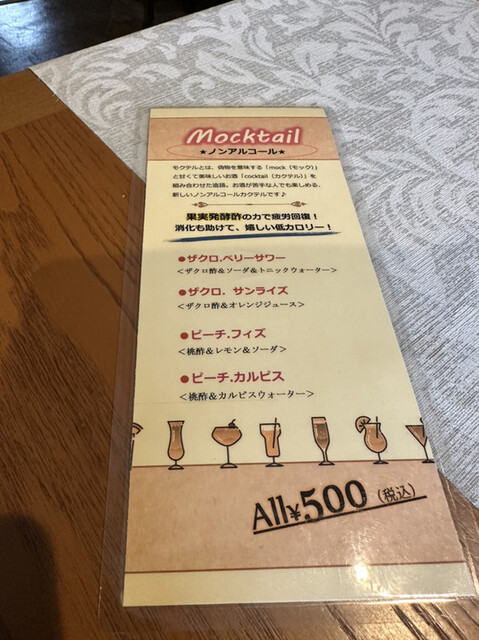 Mocktail
★ノンアルコール★
モクテルとは、偽物を意味する「mock（モック）」
と甘くて美味しいお酒「cocktail（カクテル）」を
組み合わせた造語。お酒が苦手な人でも楽しめる、
新しいノンアルコールカクテルです♪
果実発酵酢の力で疲労回復！
消化も助けて、嬉しい低カロリー！
●ザクロ.ベリーサワー
＜ザクロ酢＆ソーダ＆トニックウォーター＞
●ザクロ．サンライズ
＜ザクロ酢＆オレンジジュース＞
●ピーチ.フィズ
＜桃酢＆レモン＆ソーダ＞
●ピーチ.カルピス
＜桃酢＆カルピスウォーター＞
All¥500（税込）